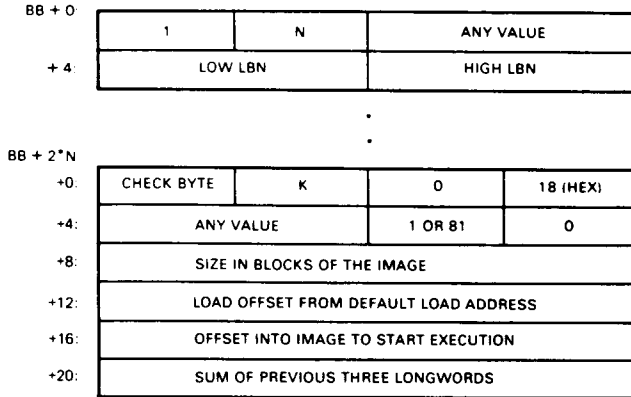 BB + 0:
1 N ANY VALUE
+ 4: LOW LBN HIGH LBN
BB + 2*N
+0: CHECK BYTE K 0 18 (HEX)
+4: ANY VALUE 1 OR 81 0
+8: SIZE IN BLOCKS OF THE IMAGE
+12: LOAD OFFSET FROM DEFAULT LOAD ADDRESS
+16: OFFSET INTO IMAGE TO START EXECUTION
+20: SUM OF PREVIOUS THREE LONGWORDS